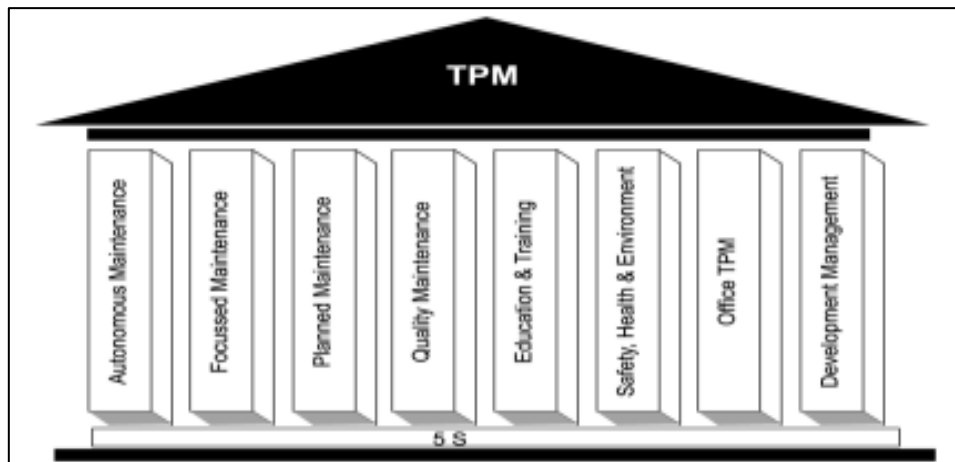 TPM
Autonomous Maintenance
Focussed Maintenance
Planned Maintenance
Quality Maintenance
Education & Training
Safety, Health & Environment
Office TPM
Development Management
5 S